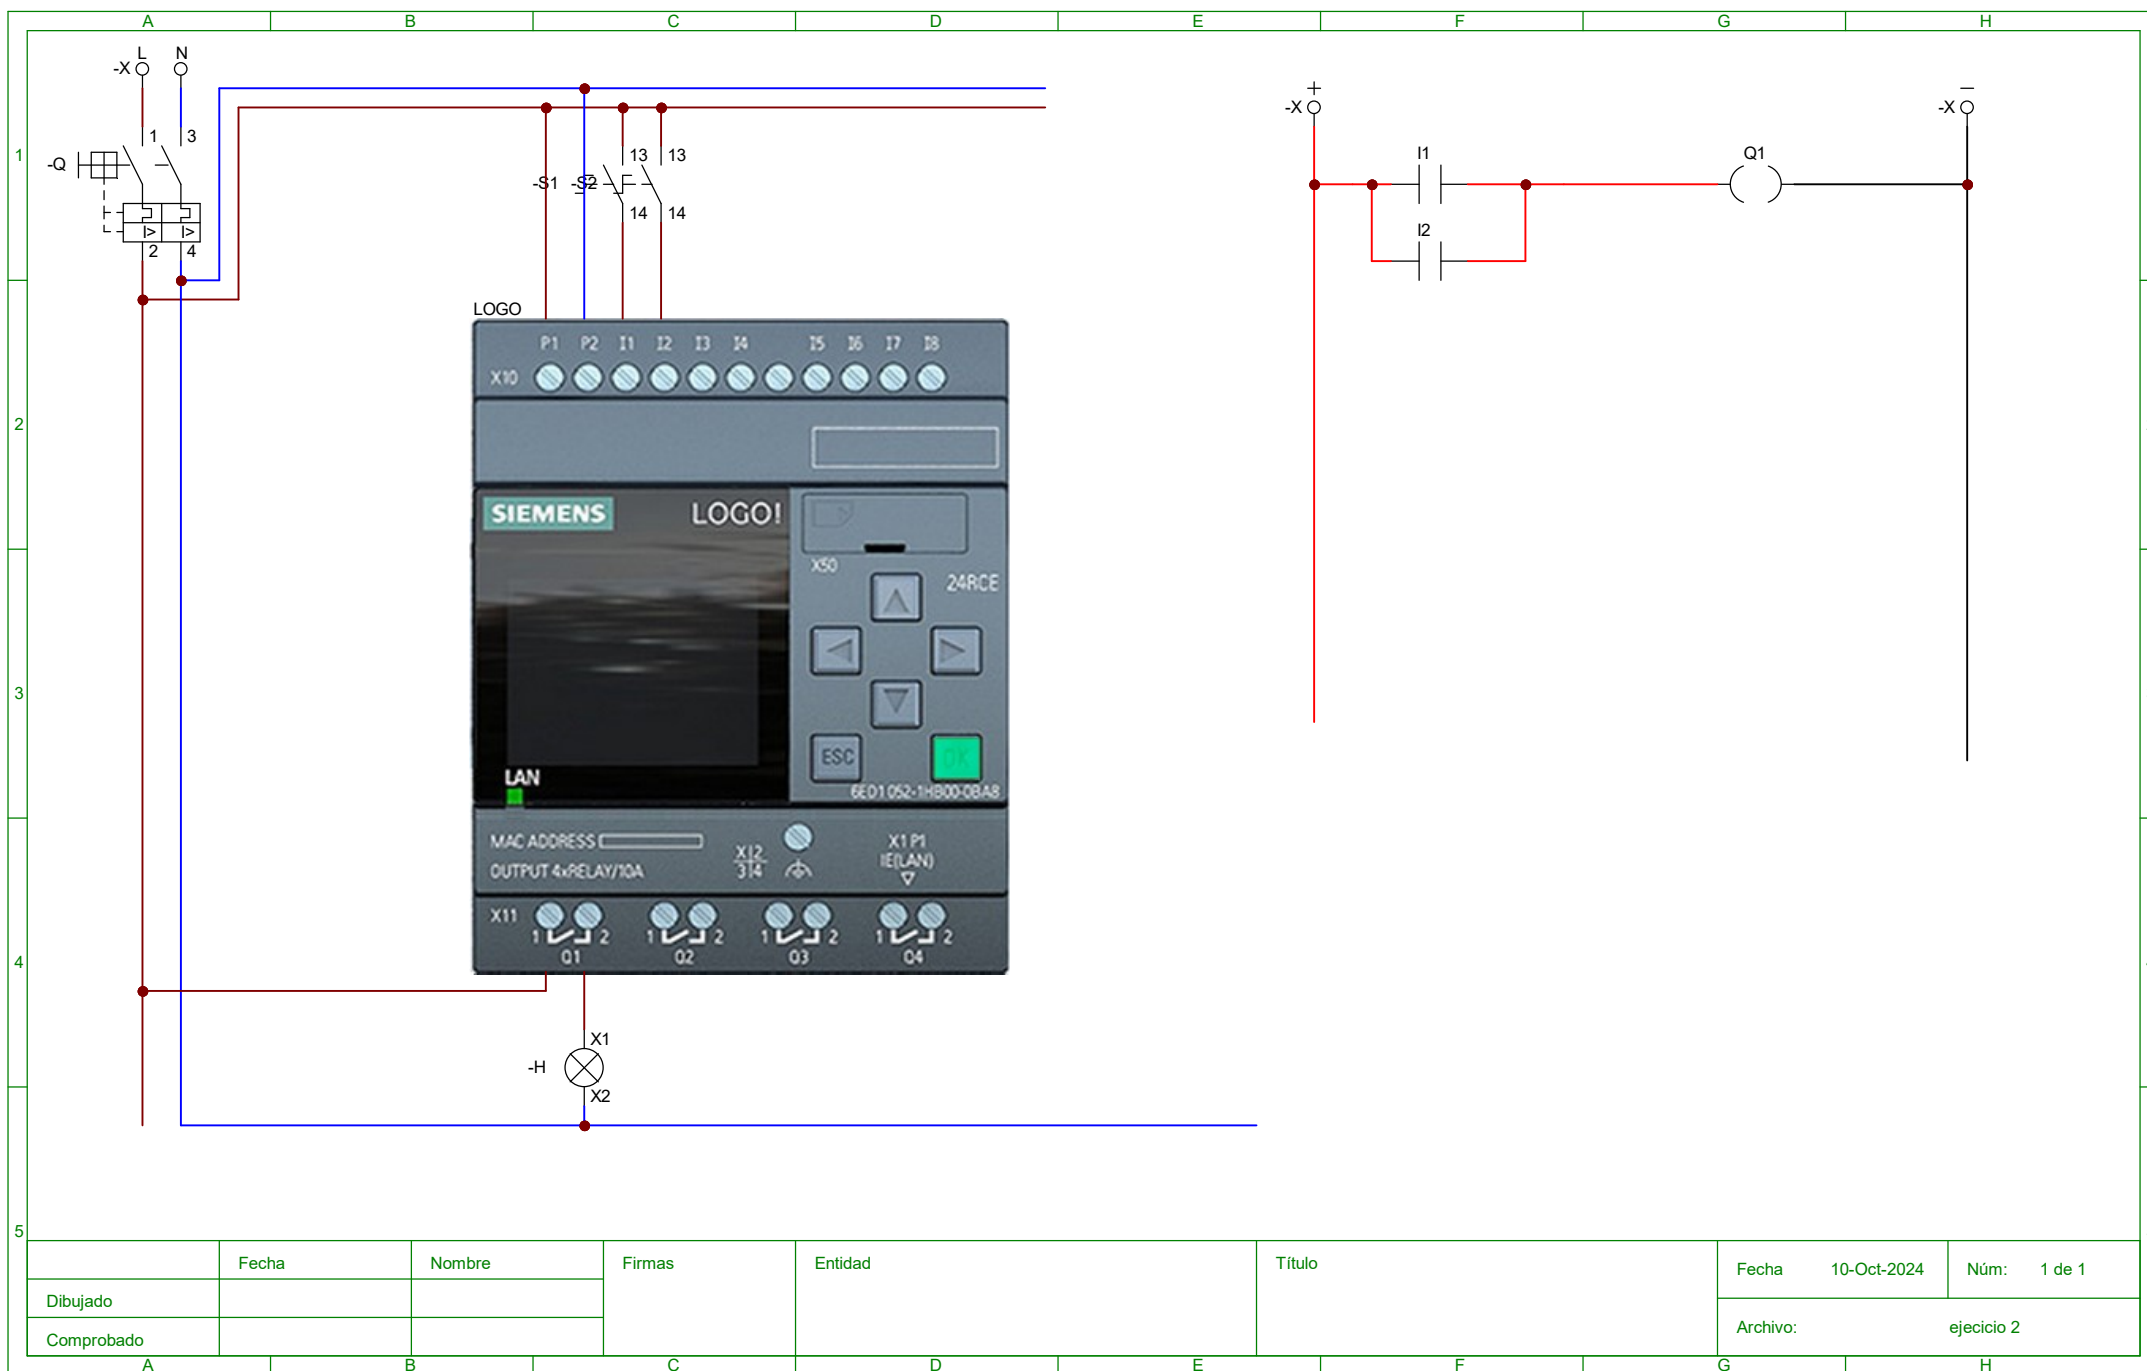 A B C D E F G H
L N
-X
+ −
-X -X
1 3
1
-Q
13 13
-S1 -S2
14 14
I> I>
2 4
I1 Q1
I2
LOGO
P1 P2 I1 I2 I3 I4 I5 I6 I7 I8
X10
2
SIEMENS LOGO!
X50
24RCE
3
ESC OK
LAN
6ED1 052-1HB00-0BA8
MAC ADDRESS
X 2
3 4
X1 P1
IE(LAN)
OUTPUT 4xRELAY/10A
X11
1 2 1 2 1 2 1 2
Q1 Q2 Q3 Q4
4
X1
-H
X2
5
Fecha Nombre Firmas Entidad Título
Fecha 10-Oct-2024 Núm: 1 de 1
Dibujado
Archivo: ejecicio 2
Comprobado
A B C D E F G H